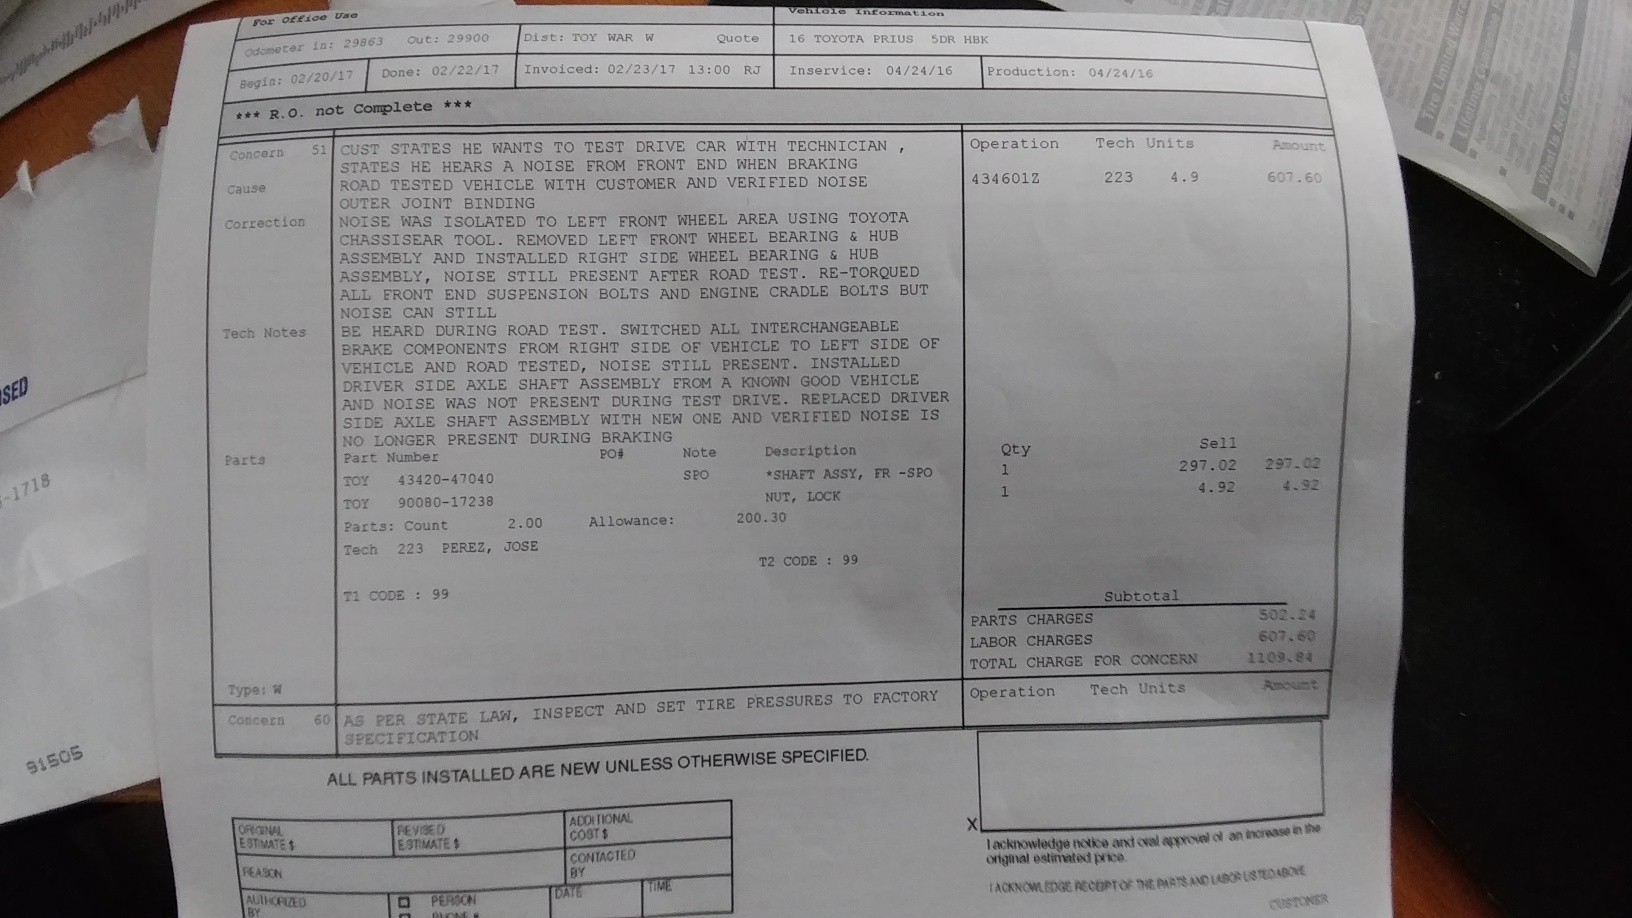 For Office Use
Vehicle Information
Odometer in: 29863 Out: 29900 Dist: TOY WAR W Quote 16 TOYOTA PRIUS 5DR HBK
Begin: 02/20/17 Done: 02/22/17 Invoiced: 02/23/17 13:00 RJ Inservice: 04/24/16 Production: 04/24/16
*** R.O. not Complete ***
Concern 51 CUST STATES HE WANTS TO TEST DRIVE CAR WITH TECHNICIAN , Operation Tech Units Amount
STATES HE HEARS A NOISE FROM FRONT END WHEN BRAKING
Cause ROAD TESTED VEHICLE WITH CUSTOMER AND VERIFIED NOISE 434601Z 223 4.9 607.60
OUTER JOINT BINDING
Correction NOISE WAS ISOLATED TO LEFT FRONT WHEEL AREA USING TOYOTA
CHASSISEAR TOOL. REMOVED LEFT FRONT WHEEL BEARING & HUB
ASSEMBLY AND INSTALLED RIGHT SIDE WHEEL BEARING & HUB
ASSEMBLY, NOISE STILL PRESENT AFTER ROAD TEST. RE-TORQUED
ALL FRONT END SUSPENSION BOLTS AND ENGINE CRADLE BOLTS BUT
NOISE CAN STILL
Tech Notes BE HEARD DURING ROAD TEST. SWITCHED ALL INTERCHANGEABLE
BRAKE COMPONENTS FROM RIGHT SIDE OF VEHICLE TO LEFT SIDE OF
VEHICLE AND ROAD TESTED, NOISE STILL PRESENT. INSTALLED
DRIVER SIDE AXLE SHAFT ASSEMBLY FROM A KNOWN GOOD VEHICLE
AND NOISE WAS NOT PRESENT DURING TEST DRIVE. REPLACED DRIVER
SIDE AXLE SHAFT ASSEMBLY WITH NEW ONE AND VERIFIED NOISE IS
NO LONGER PRESENT DURING BRAKING
Parts Part Number PO# Note Description Qty Sell
TOY 43420-47040 SPO *SHAFT ASSY, FR -SPO 1 297.02 297.02
TOY 90080-17238 NUT, LOCK 1 4.92 4.92
Parts: Count 2.00 Allowance: 200.30
Tech 223 PEREZ, JOSE
T2 CODE : 99
T1 CODE : 99
Subtotal
PARTS CHARGES 502.24
LABOR CHARGES 607.60
TOTAL CHARGE FOR CONCERN 1109.84
Type: W
Concern 60 AS PER STATE LAW, INSPECT AND SET TIRE PRESSURES TO FACTORY Operation Tech Units Amount
SPECIFICATION
ALL PARTS INSTALLED ARE NEW UNLESS OTHERWISE SPECIFIED.
ORIGINAL ESTIMATE $
REVISED ESTIMATE $
ADDITIONAL COST $
REASON
CONTACTED BY
AUTHORIZED BY
PERSON
PHONE #
DATE
TIME
X
I acknowledge notice and oral approval of an increase in the
original estimated price.
I ACKNOWLEDGE RECEIPT OF THE PARTS AND LABOR LISTED ABOVE
CUSTOMER
-1718
91505